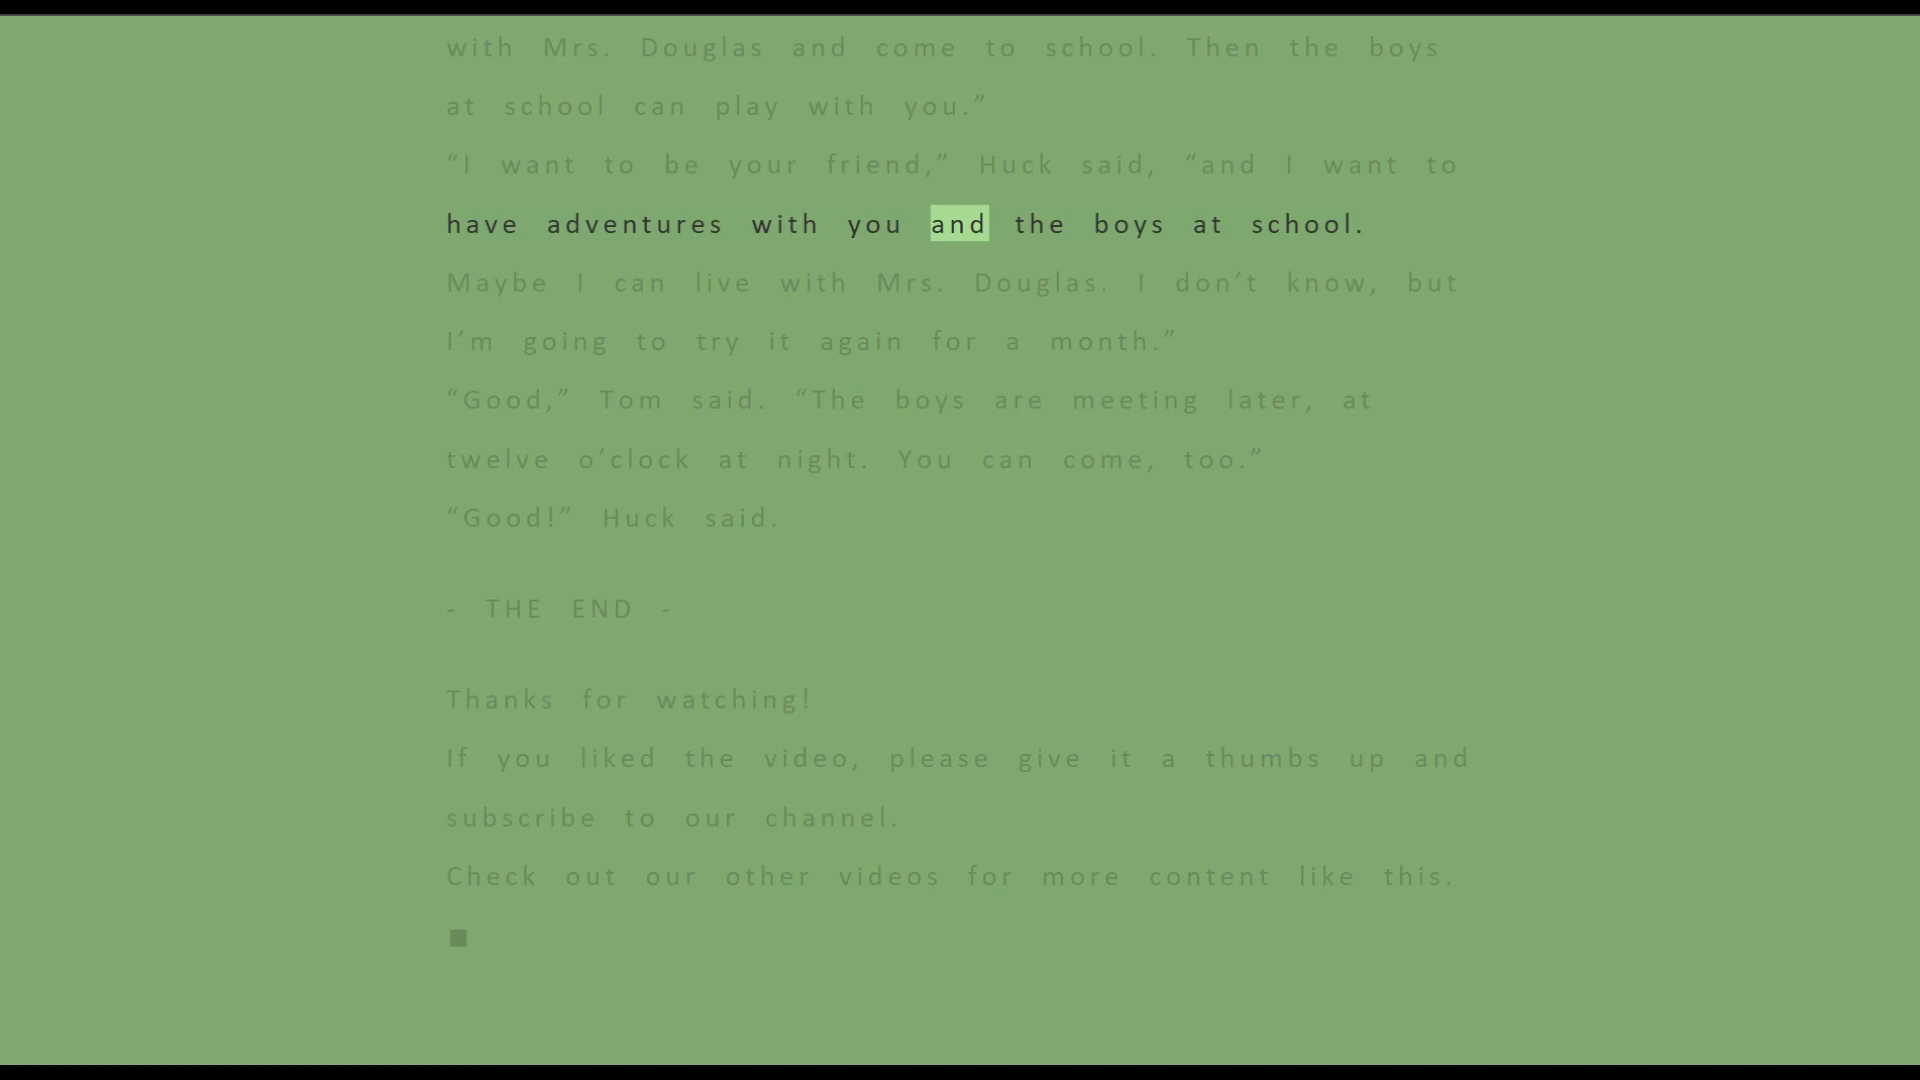 with Mrs. Douglas and come to school. Then the boys
at school can play with you.”
“I want to be your friend,” Huck said, “and I want to
have adventures with you and the boys at school.
Maybe I can live with Mrs. Douglas. I don’t know, but
I’m going to try it again for a month.”
“Good,” Tom said. “The boys are meeting later, at
twelve o’clock at night. You can come, too.”
“Good!” Huck said.
- THE END -
Thanks for watching!
If you liked the video, please give it a thumbs up and
subscribe to our channel.
Check out our other videos for more content like this.
■